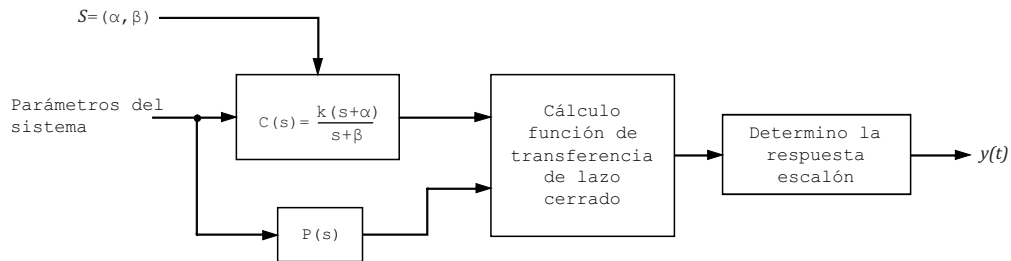 S=(α,β)
Parámetros del
sistema
C(s)= k(s+α)
s+β
P(s)
Cálculo
función de
transferencia
de lazo
cerrado
Determino la
respuesta
escalón
y(t)